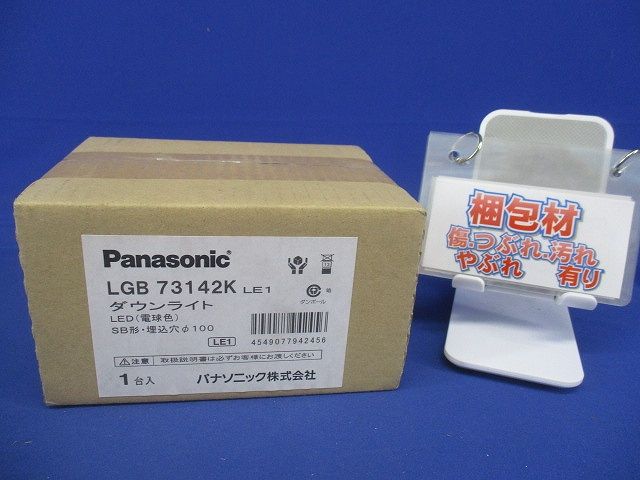 Panasonic
LGB 73142K LE1
ダウンライト
LED(電球色)
SB形・埋込穴φ100
LE1
箱
ダンボール
4549077942456
注意 取扱説明書は必ずお客様にお渡しください
1台入 パナソニック株式会社
梱包材
傷・つぶれ・汚れ
やぶれ 有り